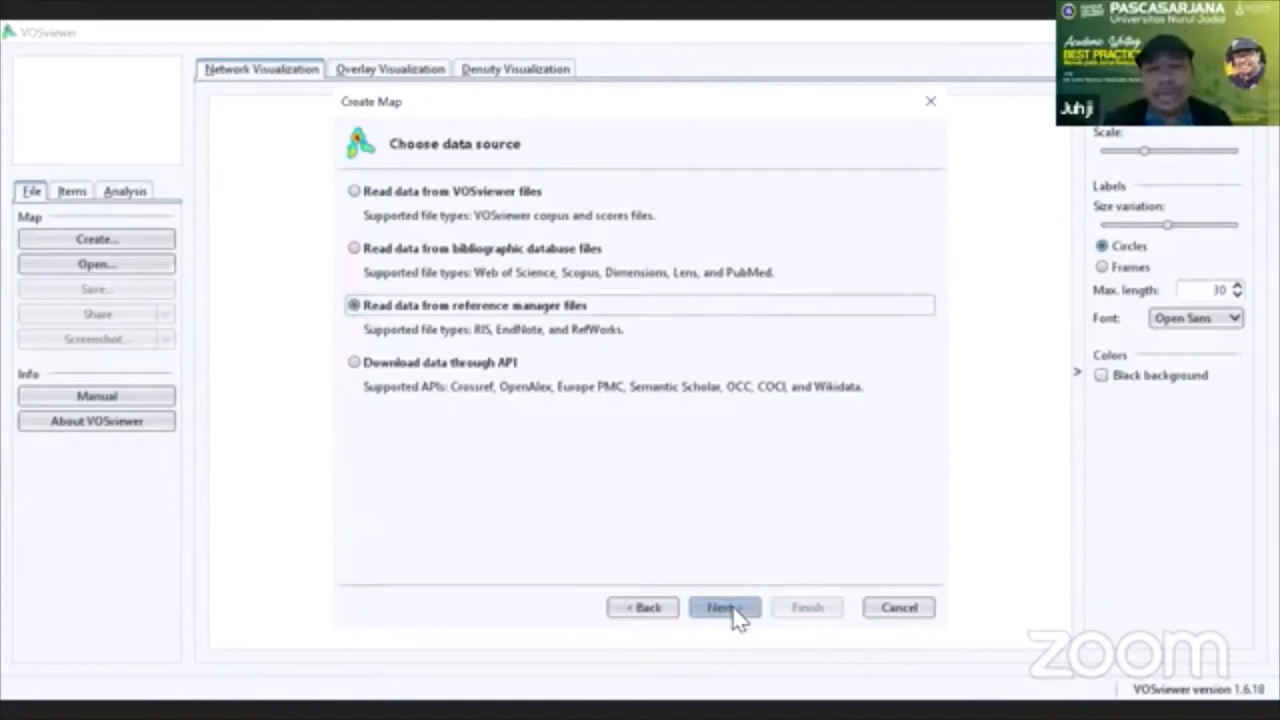 VOSviewer
PASCASARJANA
Universitas Nurul Jadid
Academic Writing
BEST PRACTIC
Juhji
Network Visualization
Overlay Visualization
Density Visualization
Create Map
Choose data source
Read data from VOSviewer files
Supported file types: VOSviewer corpus and scores files.
Read data from bibliographic database files
Supported file types: Web of Science, Scopus, Dimensions, Lens, and PubMed.
Read data from reference manager files
Supported file types: RIS, EndNote, and RefWorks.
Download data through API
Supported APIs: Crossref, OpenAlex, Europe PMC, Semantic Scholar, OCC, COCI, and Wikidata.
< Back
Next >
Finish
Cancel
File
Items
Analysis
Map
Create...
Open...
Save...
Share
Screenshot...
Info
Manual
About VOSviewer
Scale:
Labels
Size variation:
Circles
Frames
Max. length:
30
Font:
Open Sans
Colors
>
Black background
zoom
VOSviewer version 1.6.18